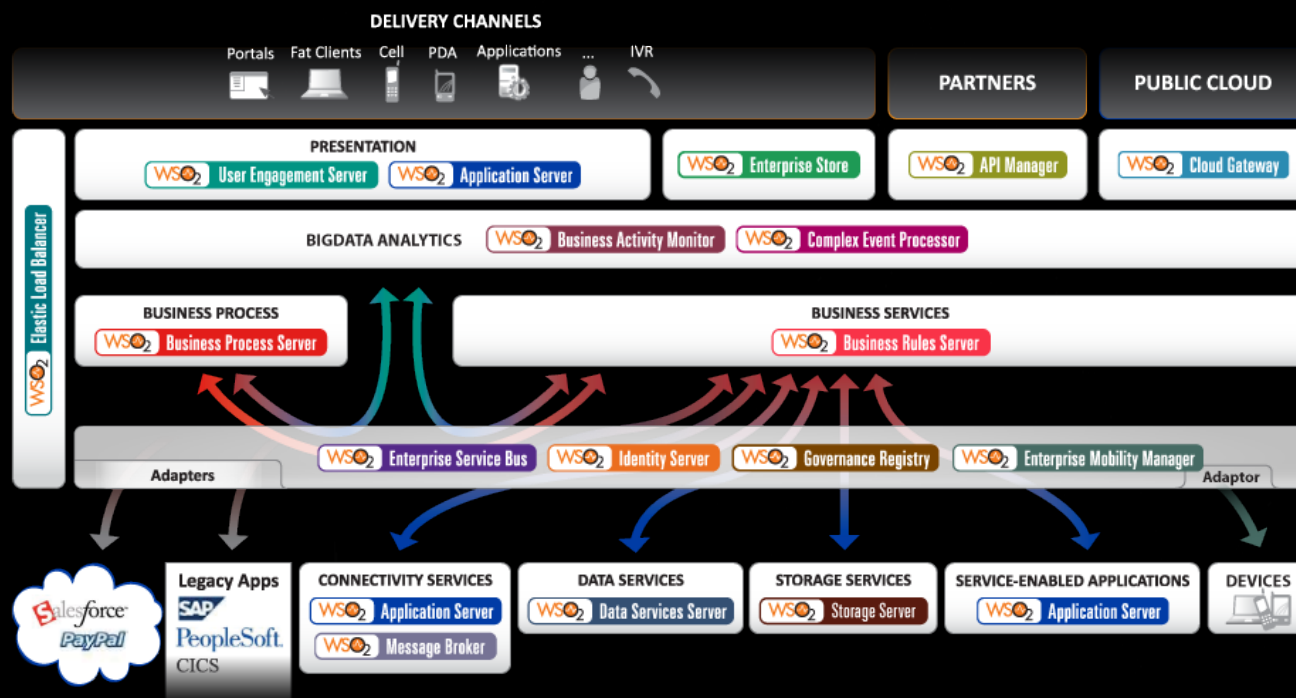 DELIVERY CHANNELS
Portals Fat Clients Cell PDA Applications ... IVR
PARTNERS
PUBLIC CLOUD
PRESENTATION
WSO2 User Engagement Server
WSO2 Application Server
WSO2 Enterprise Store
WSO2 API Manager
WSO2 Cloud Gateway
WSO2 Elastic Load Balancer
BIGDATA ANALYTICS
WSO2 Business Activity Monitor
WSO2 Complex Event Processor
BUSINESS PROCESS
WSO2 Business Process Server
BUSINESS SERVICES
WSO2 Business Rules Server
WSO2 Enterprise Service Bus
WSO2 Identity Server
WSO2 Governance Registry
WSO2 Enterprise Mobility Manager
Adapters
Adaptor
salesforce
PayPal
Legacy Apps
SAP
PeopleSoft.
CICS
CONNECTIVITY SERVICES
WSO2 Application Server
WSO2 Message Broker
DATA SERVICES
WSO2 Data Services Server
STORAGE SERVICES
WSO2 Storage Server
SERVICE-ENABLED APPLICATIONS
WSO2 Application Server
DEVICES